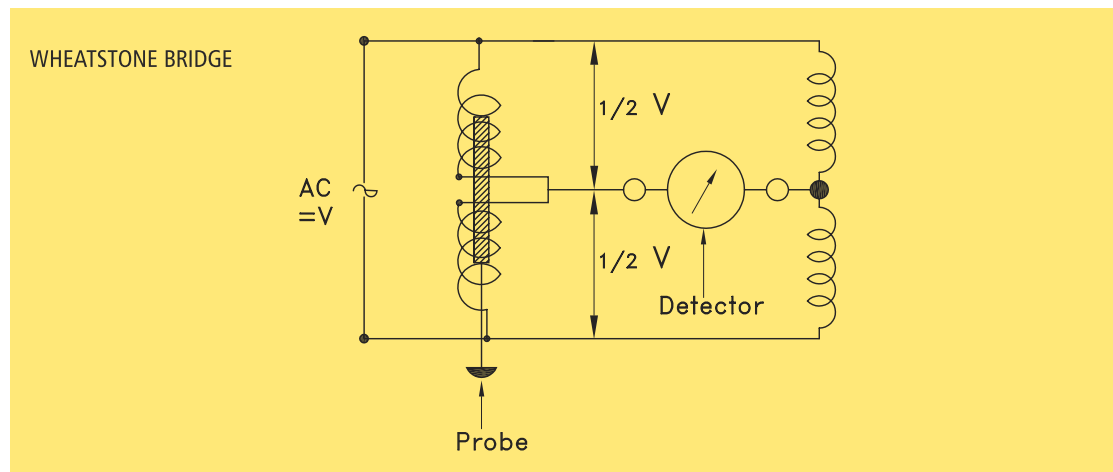 WHEATSTONE BRIDGE
1/2 V
AC
=V
1/2 V
Detector
Probe